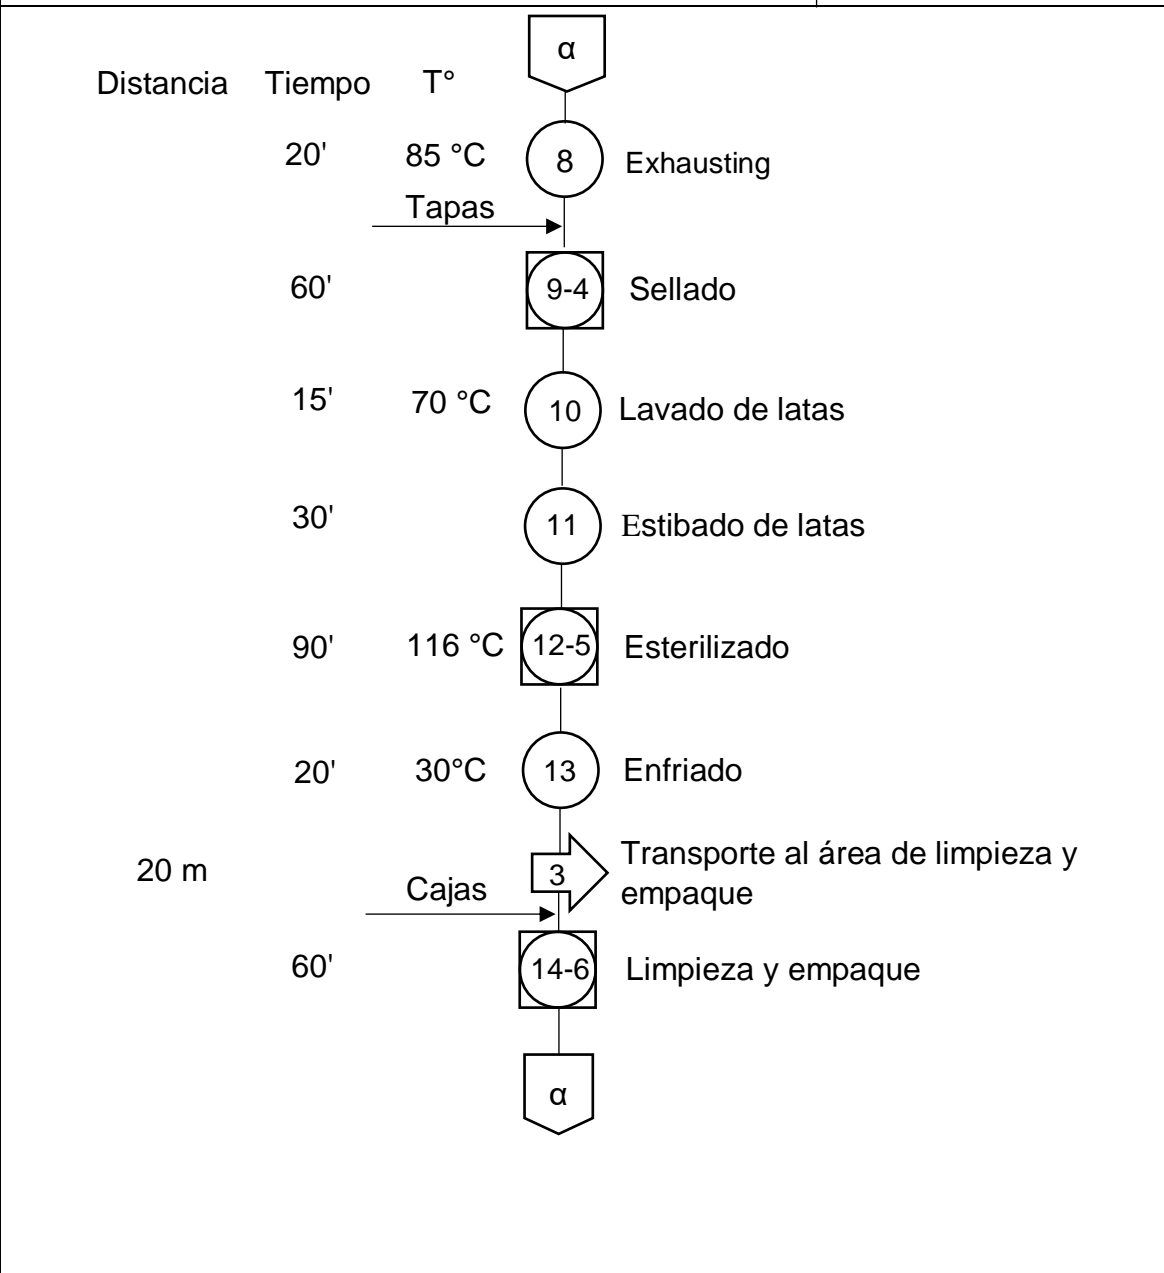 α
Distancia Tiempo T°
20' 85 °C 8 Exhausting
Tapas
60' 9-4 Sellado
15' 70 °C 10 Lavado de latas
30' 11 Estibado de latas
90' 116 °C 12-5 Esterilizado
20' 30°C 13 Enfriado
20 m 3 Transporte al área de limpieza y
empaque
Cajas
60' 14-6 Limpieza y empaque
α